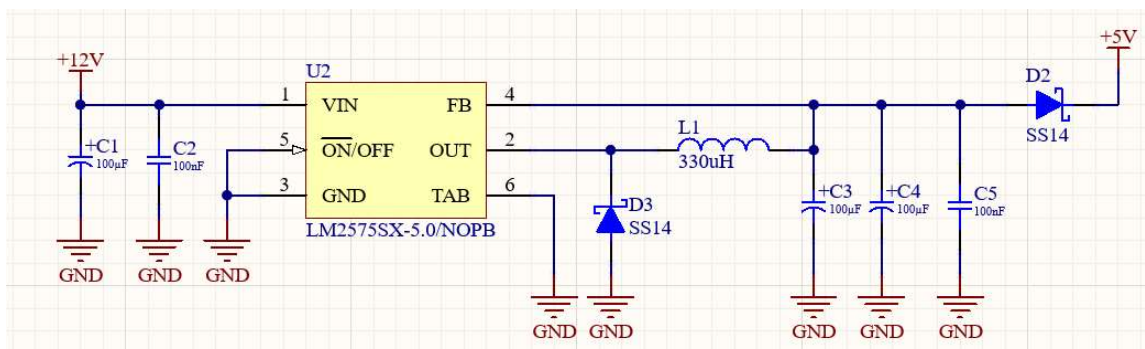 +12V
+5V
U2
D2
1 VIN FB 4
L1
SS14
+C1
100µF
C2
100nF
5 ON/OFF OUT 2
330uH
3 GND TAB 6
+C3
100µF
+C4
100µF
C5
100nF
D3
SS14
LM2575SX-5.0/NOPB
GND GND GND
GND GND GND GND GND